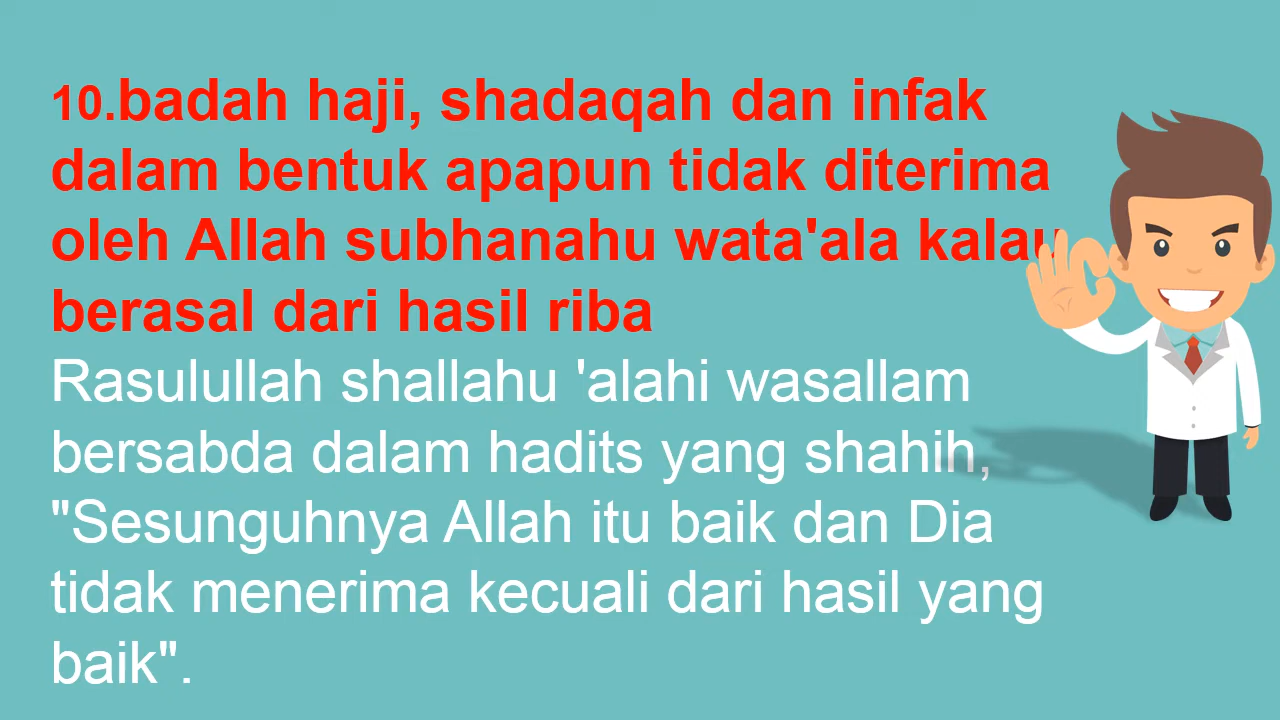 10.badah haji, shadaqah dan infak
dalam bentuk apapun tidak diterima
oleh Allah subhanahu wata'ala kalau
berasal dari hasil riba
Rasulullah shallahu 'alahi wasallam
bersabda dalam hadits yang shahih,
"Sesunguhnya Allah itu baik dan Dia
tidak menerima kecuali dari hasil yang
baik".